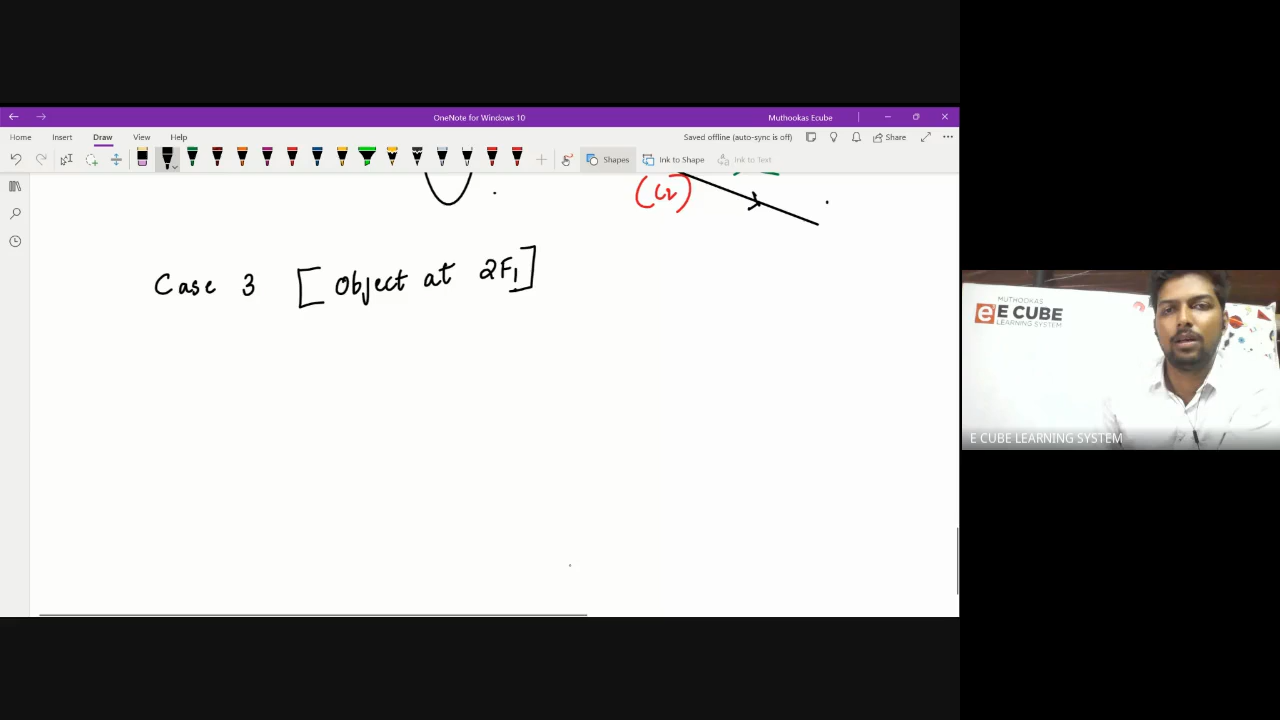 OneNote for Windows 10
Muthookas Ecube
Home Insert Draw View Help
Saved offline (auto-sync is off)
Share
Shapes
Ink to Shape
Ink to Text
(C2)
Case 3 [Object at 2F1]
MUTHOOKAS
e E CUBE
LEARNING SYSTEM
E CUBE LEARNING SYSTEM